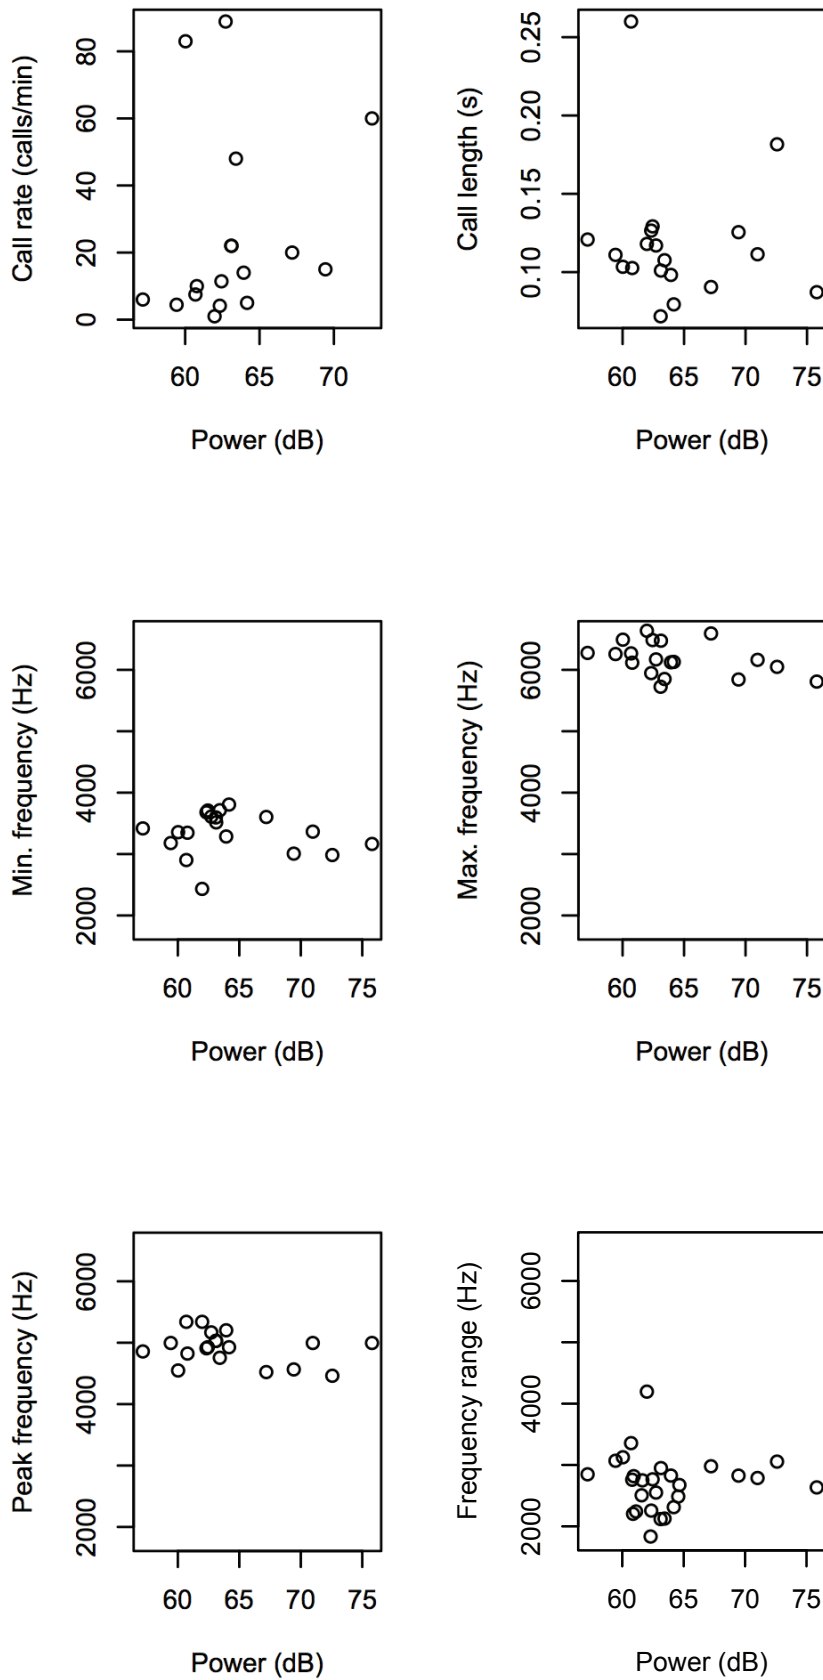 Call rate (calls/min)
80
60
40
20
0
60 65 70
Power (dB)
Call length (s)
0.25
0.20
0.15
0.10
60 65 70 75
Power (dB)
Min. frequency (Hz)
6000
4000
2000
60 65 70 75
Power (dB)
Max. frequency (Hz)
6000
4000
2000
60 65 70 75
Power (dB)
Peak frequency (Hz)
6000
4000
2000
60 65 70 75
Power (dB)
Frequency range (Hz)
6000
4000
2000
60 65 70 75
Power (dB)